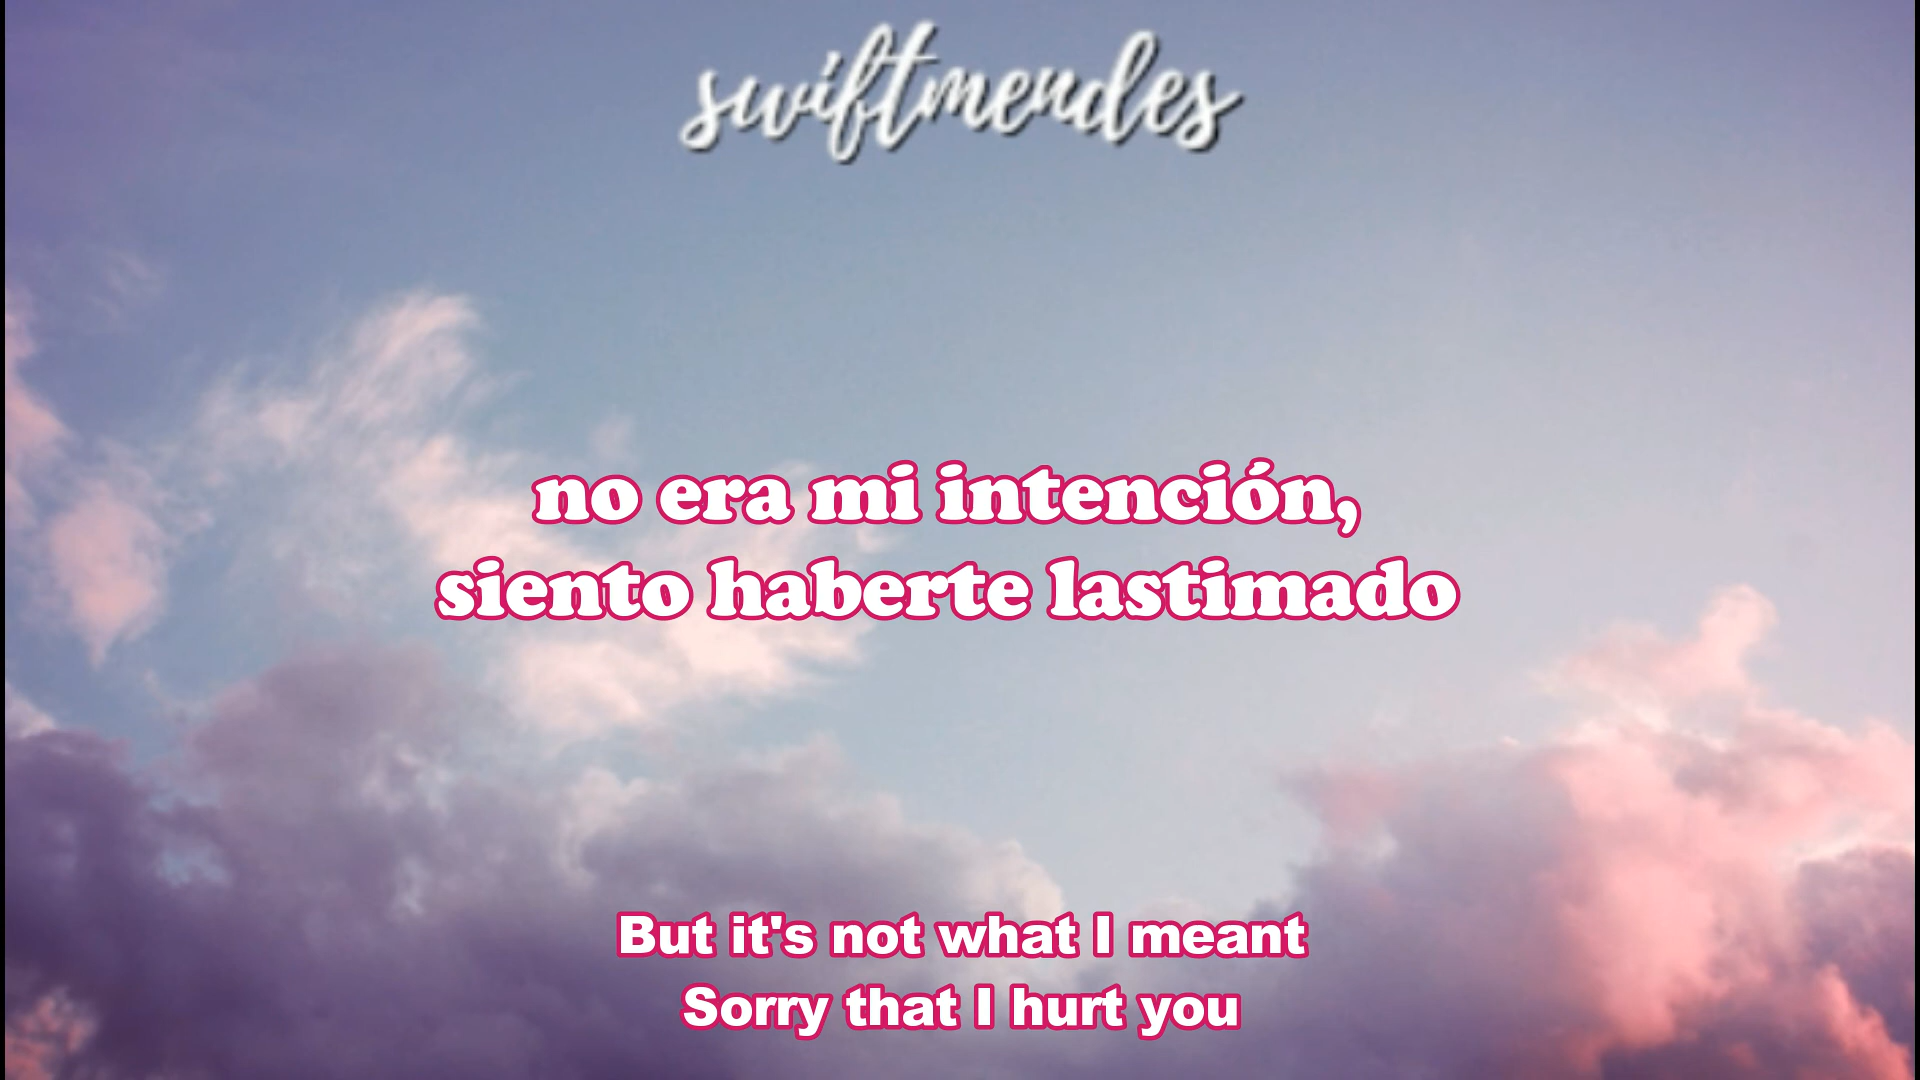 swiftmendes
no era mi intención,
siento haberte lastimado
But it's not what I meant
Sorry that I hurt you